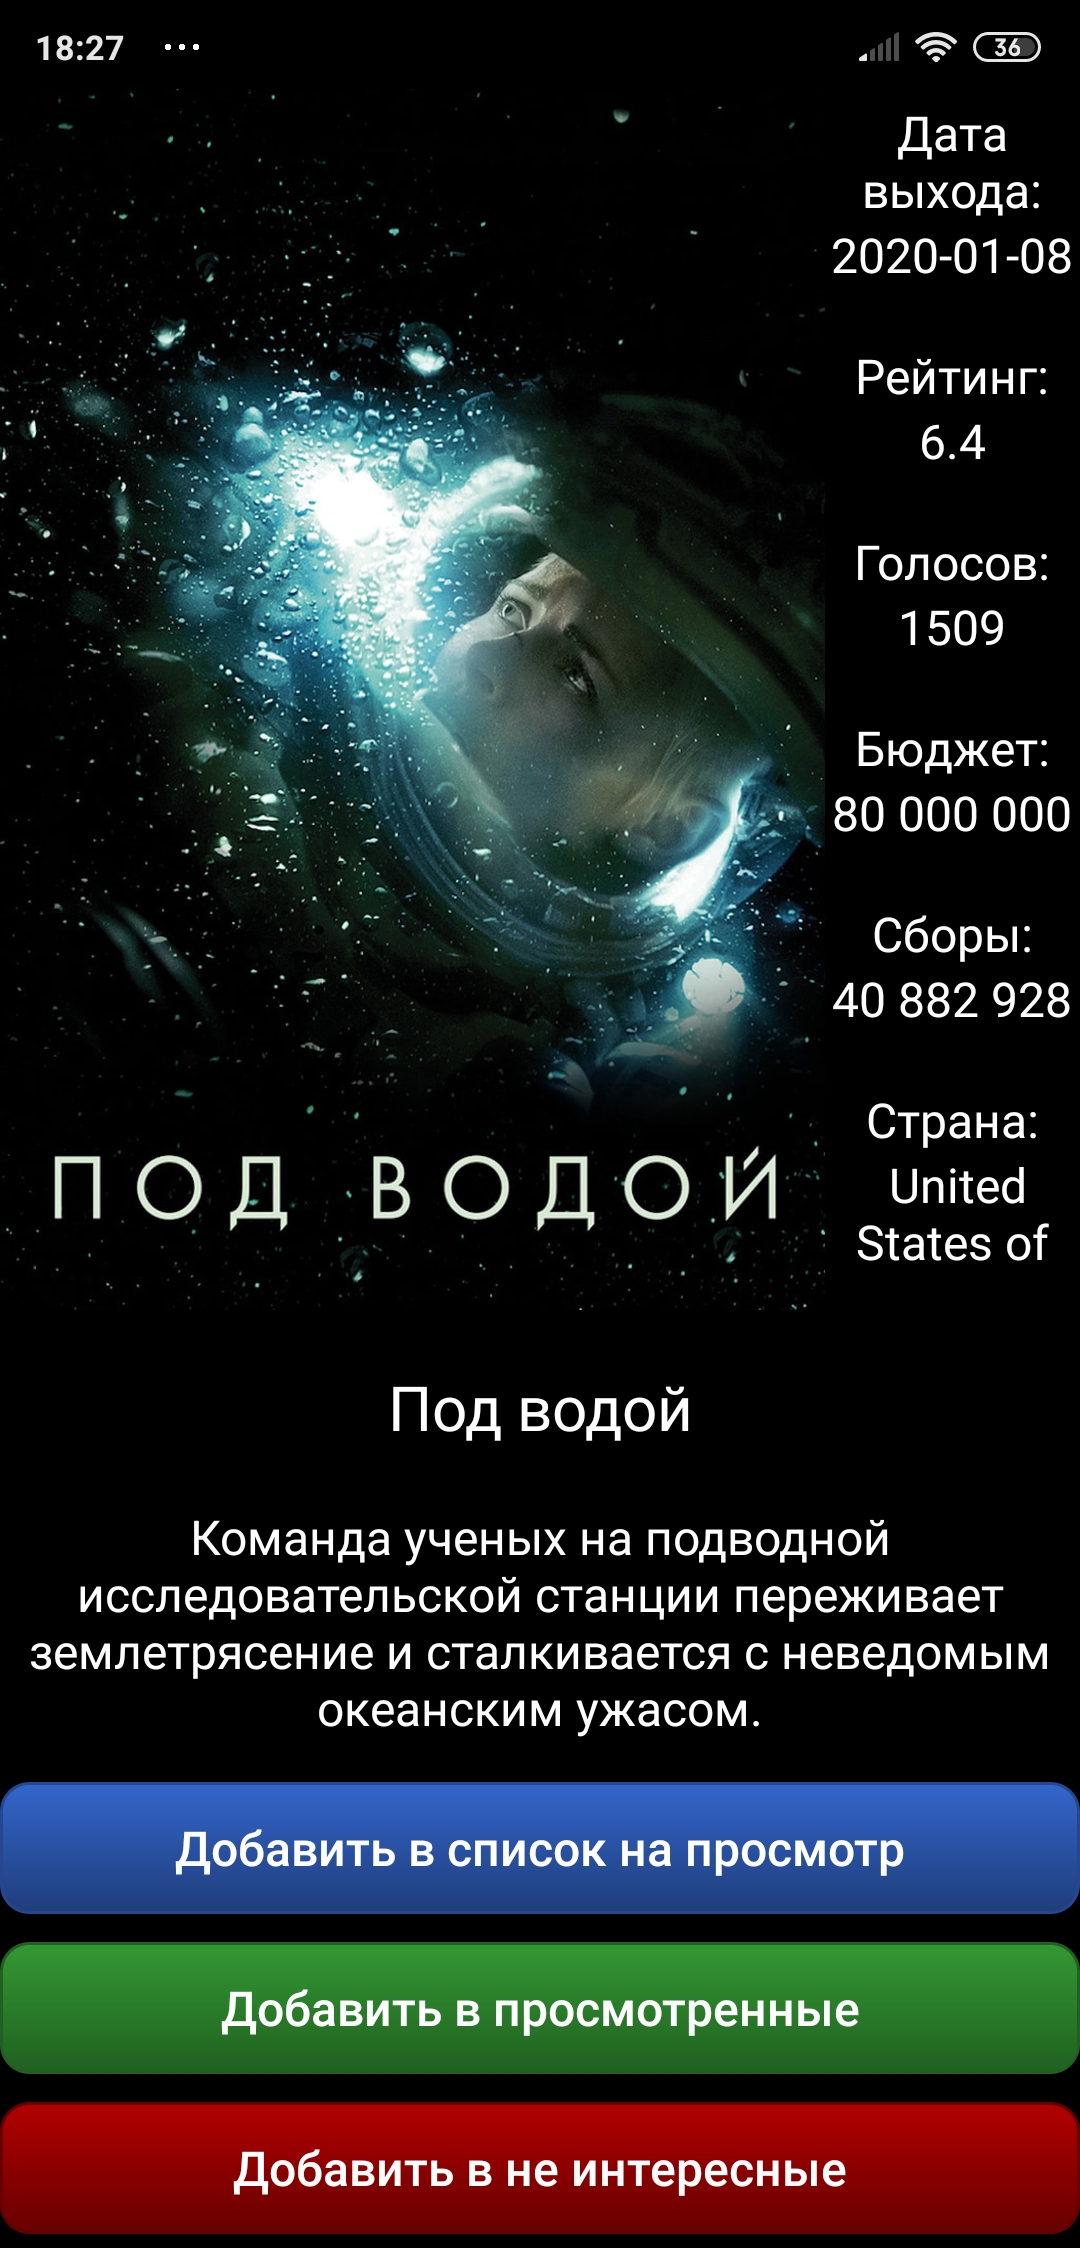 18:27 ...
36
Дата
выхода:
2020-01-08
Рейтинг:
6.4
Голосов:
1509
Бюджет:
80 000 000
Сборы:
40 882 928
Страна:
United
States of
ПОД ВОДОЙ
Под водой
Команда ученых на подводной
исследовательской станции переживает
землетрясение и сталкивается с неведомым
океанским ужасом.
Добавить в список на просмотр
Добавить в просмотренные
Добавить в не интересные